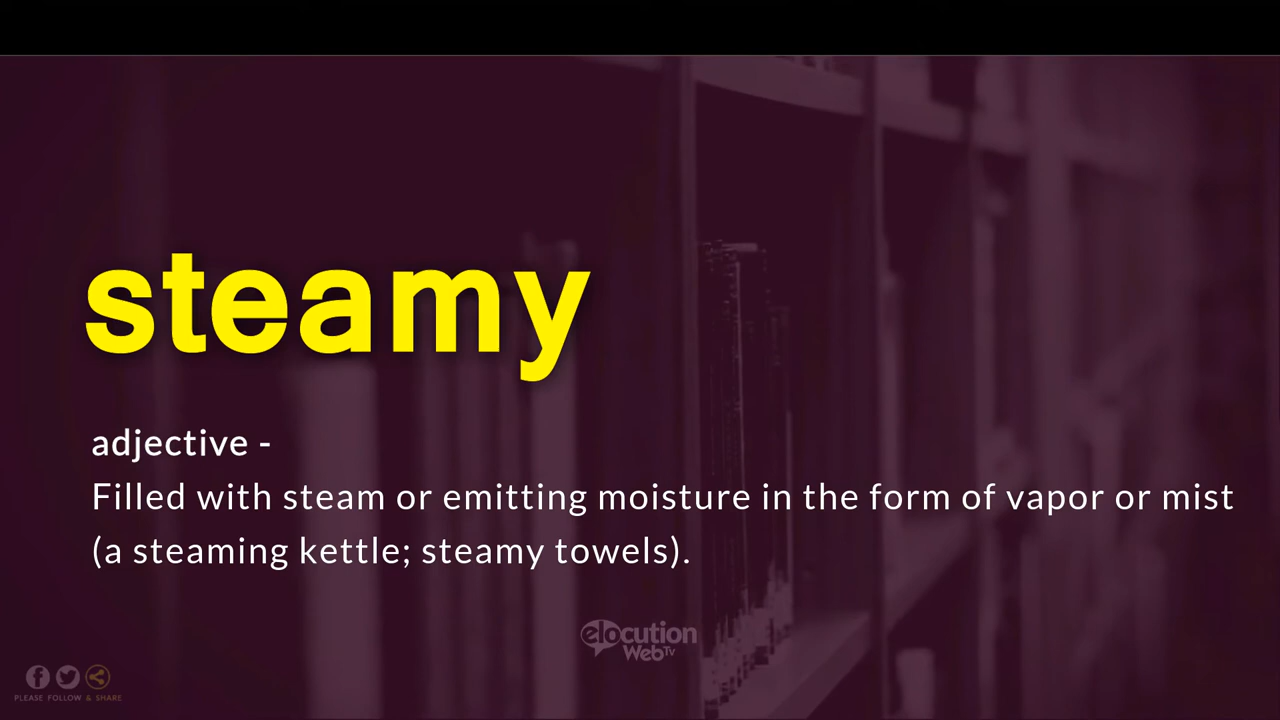 steamy
adjective -
Filled with steam or emitting moisture in the form of vapor or mist
(a steaming kettle; steamy towels).
elocution
WebTv
PLEASE FOLLOW & SHARE